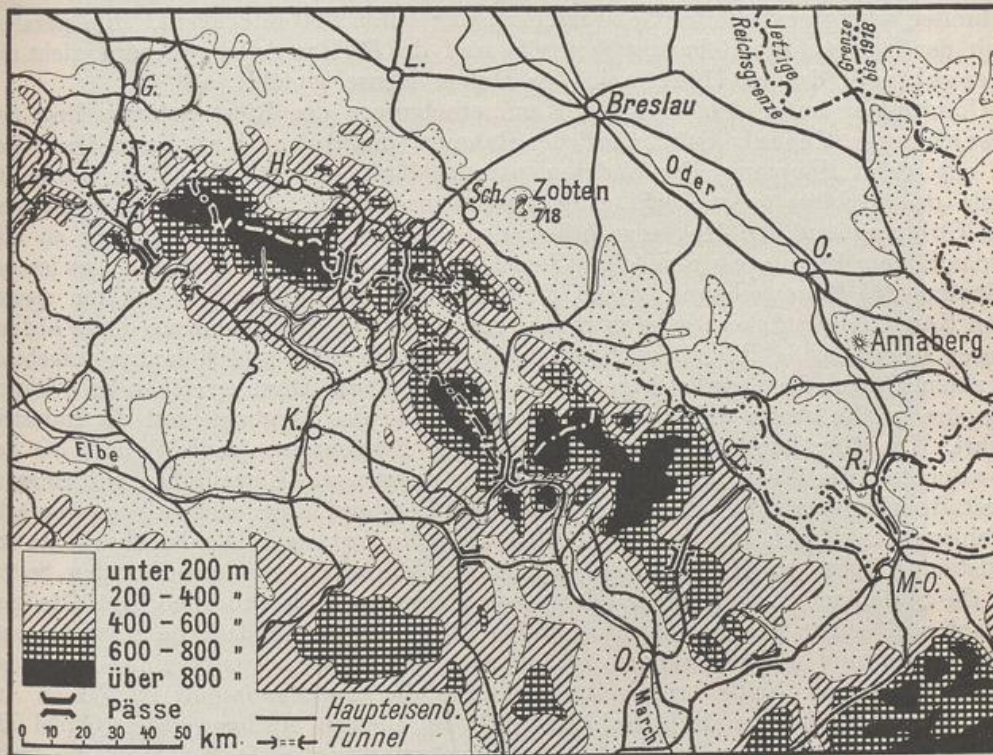 Jetzige
Reichsgrenze
Grenze
bis 1918
L.
G.
Breslau
Z.
H.
Oder
Sch.
Zobten
718
R.
O.
Annaberg
K.
Elbe
R.
M-O.
O.
March
unter 200 m
200 – 400 "
400 – 600 "
600 – 800 "
über 800 "
Pässe
Haupteisenb.
Tunnel
0 10 20 30 40 50 km